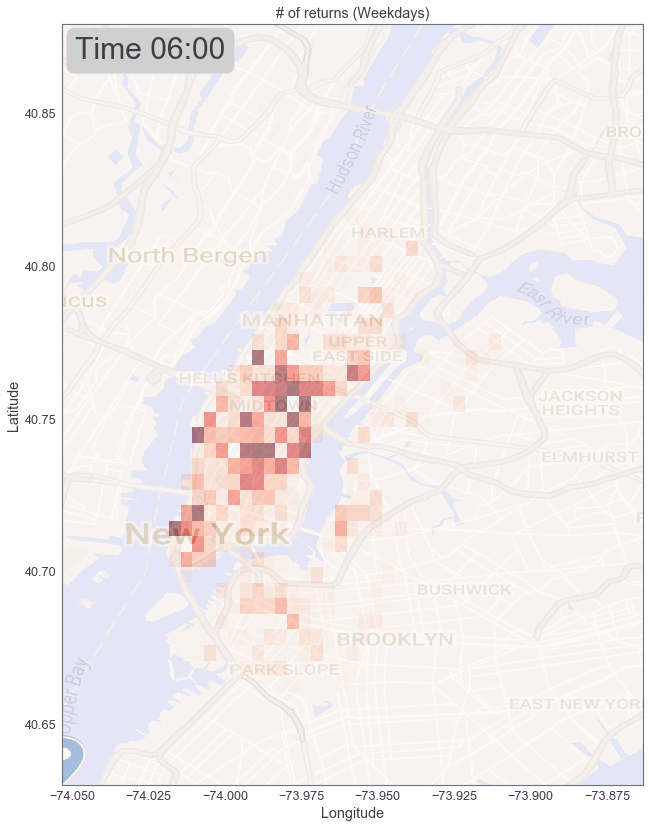 # of returns (Weekdays)
Time 06:00
40.85
Hudson River
BRO
HARLEM
40.80
North Bergen
East River
CUS
MANHATTAN
UPPER
EAST SIDE
HELL'S KITCHEN
MIDTOWN
JACKSON
HEIGHTS
40.75
Latitude
ELMHURST
New York
40.70
BUSHWICK
BROOKLYN
PARK SLOPE
Upper Bay
EAST NEW YOR
40.65
−74.050
−74.025
−74.000
−73.975
−73.950
−73.925
−73.900
−73.875
Longitude